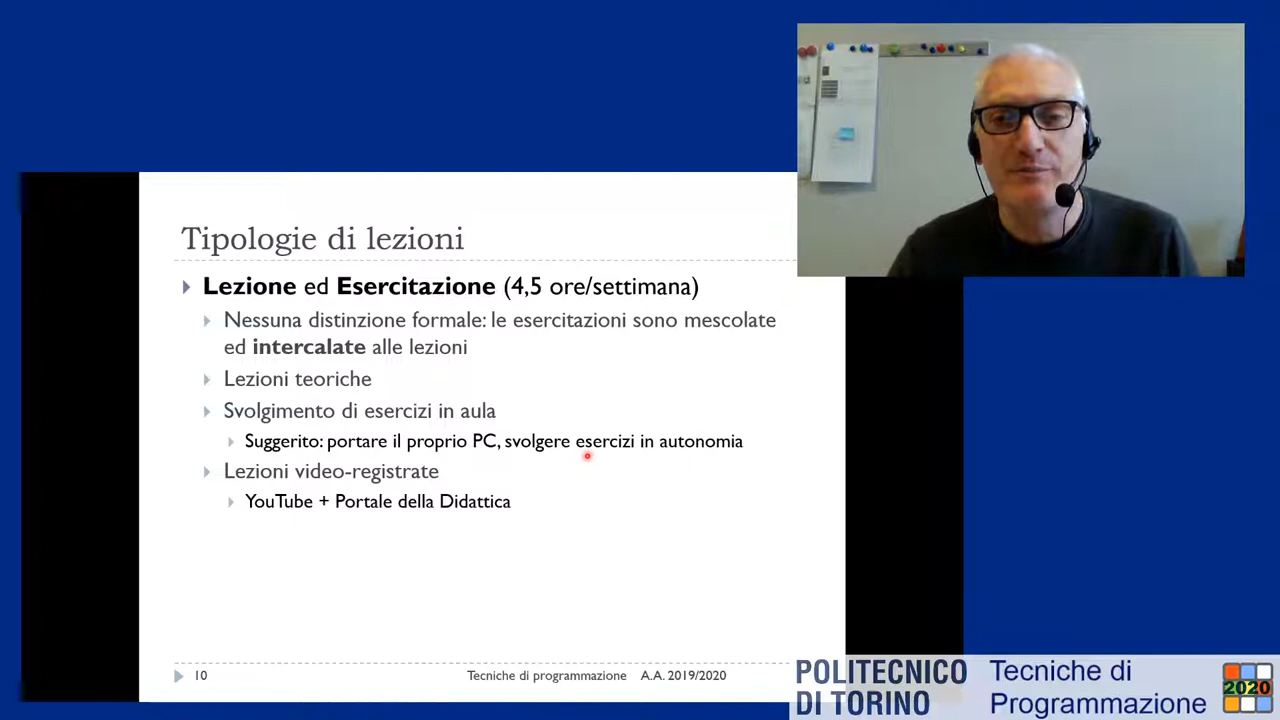 Tipologie di lezioni
Lezione ed Esercitazione (4,5 ore/settimana)
Nessuna distinzione formale: le esercitazioni sono mescolate
ed intercalate alle lezioni
Lezioni teoriche
Svolgimento di esercizi in aula
Suggerito: portare il proprio PC, svolgere esercizi in autonomia
Lezioni video-registrate
YouTube + Portale della Didattica
10
Tecniche di programmazione A.A. 2019/2020
POLITECNICO
DI TORINO
Tecniche di
Programmazione
2020